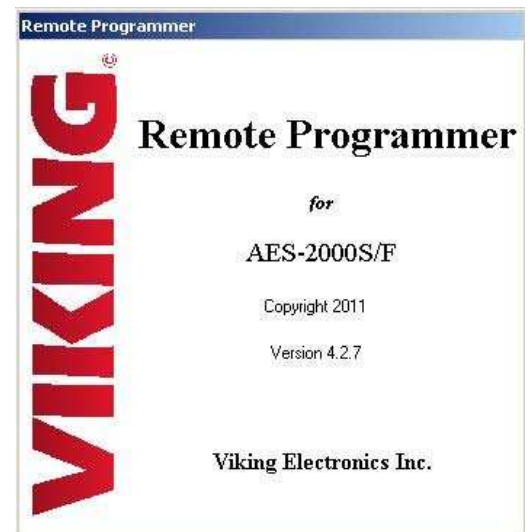 Remote Programmer
VIKING®
Remote Programmer
for
AES-2000S/F
Copyright 2011
Version 4.2.7
Viking Electronics Inc.